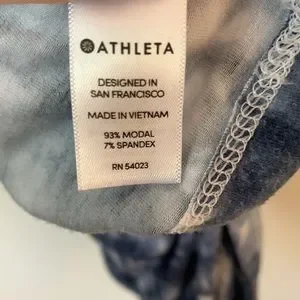 ATHLETA
DESIGNED IN
SAN FRANCISCO
MADE IN VIETNAM
93% MODAL
7% SPANDEX
RN 54023